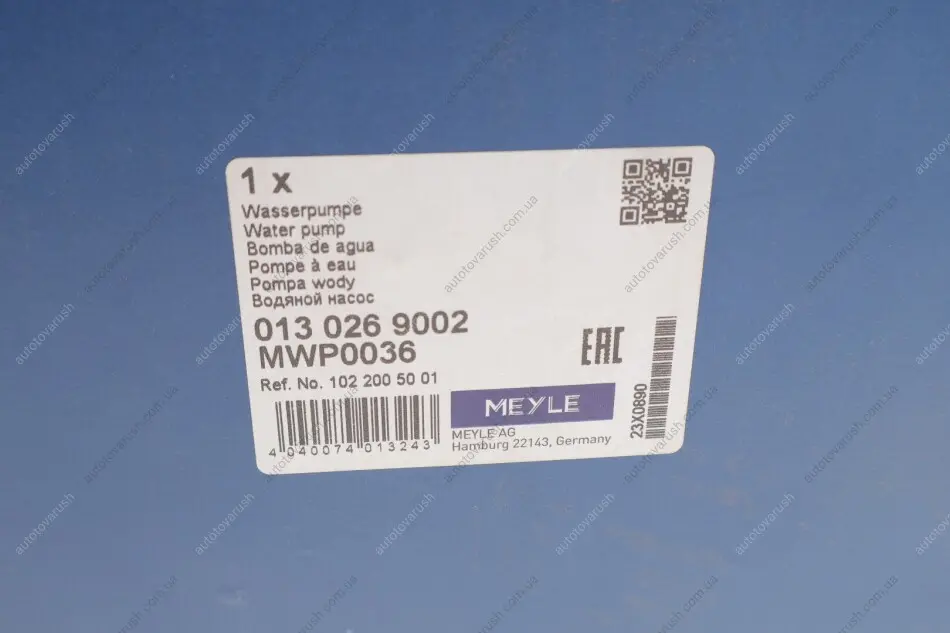 1 x
Wasserpumpe
Water pump
Bomba de agua
Pompe à eau
Pompa wody
Водяной насос
013 026 9002
MWP0036
Ref. No. 102 200 50 01
EAC
MEYLE
MEYLE AG
Hamburg 22143, Germany
4 040074 013243
23X0890
autotovarush.com.ua